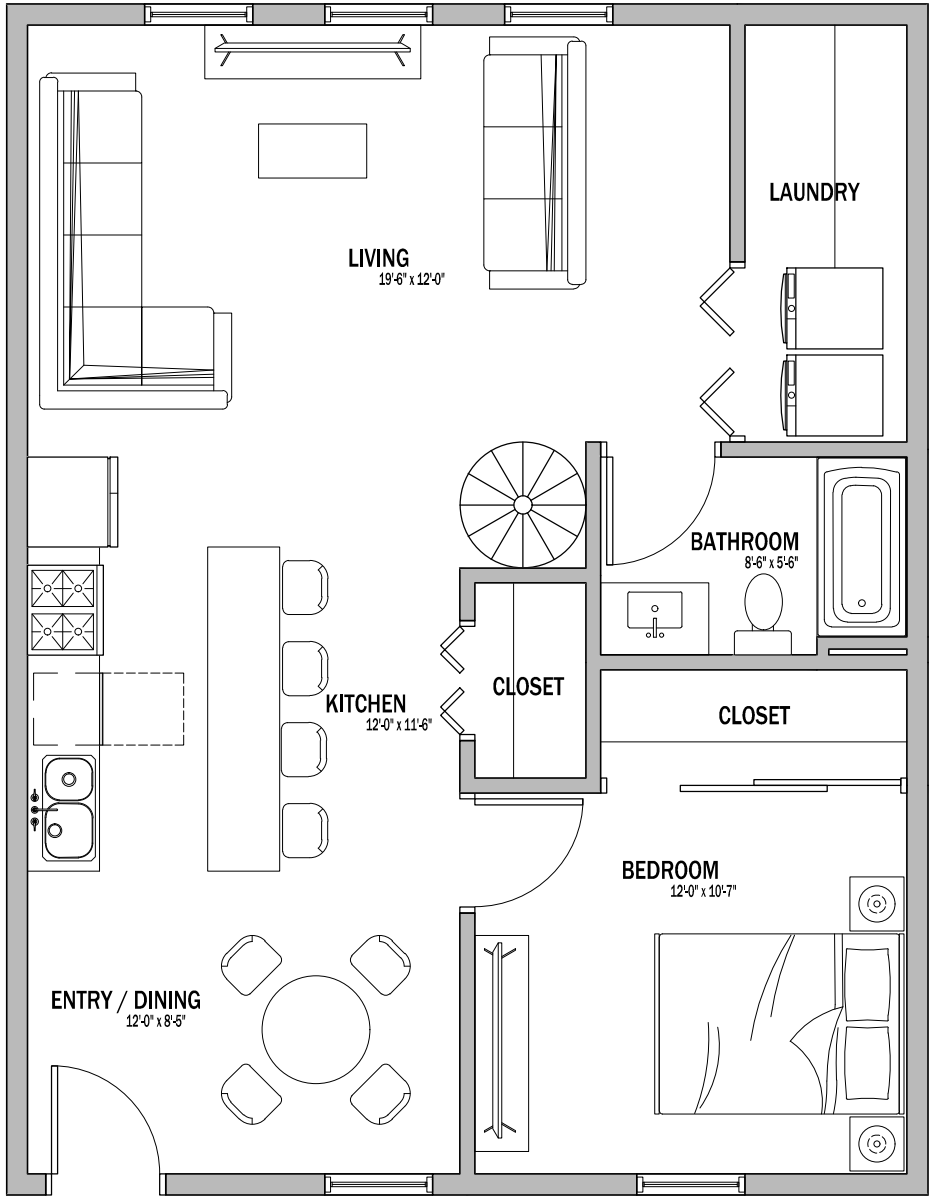 LAUNDRY
LIVING
19'-6" x 12'-0"
BATHROOM
8'-6" x 5'-6"
CLOSET
KITCHEN
12'-0" x 11'-6"
CLOSET
BEDROOM
12'-0" x 10'-7"
ENTRY / DINING
12'-0" x 8'-5"